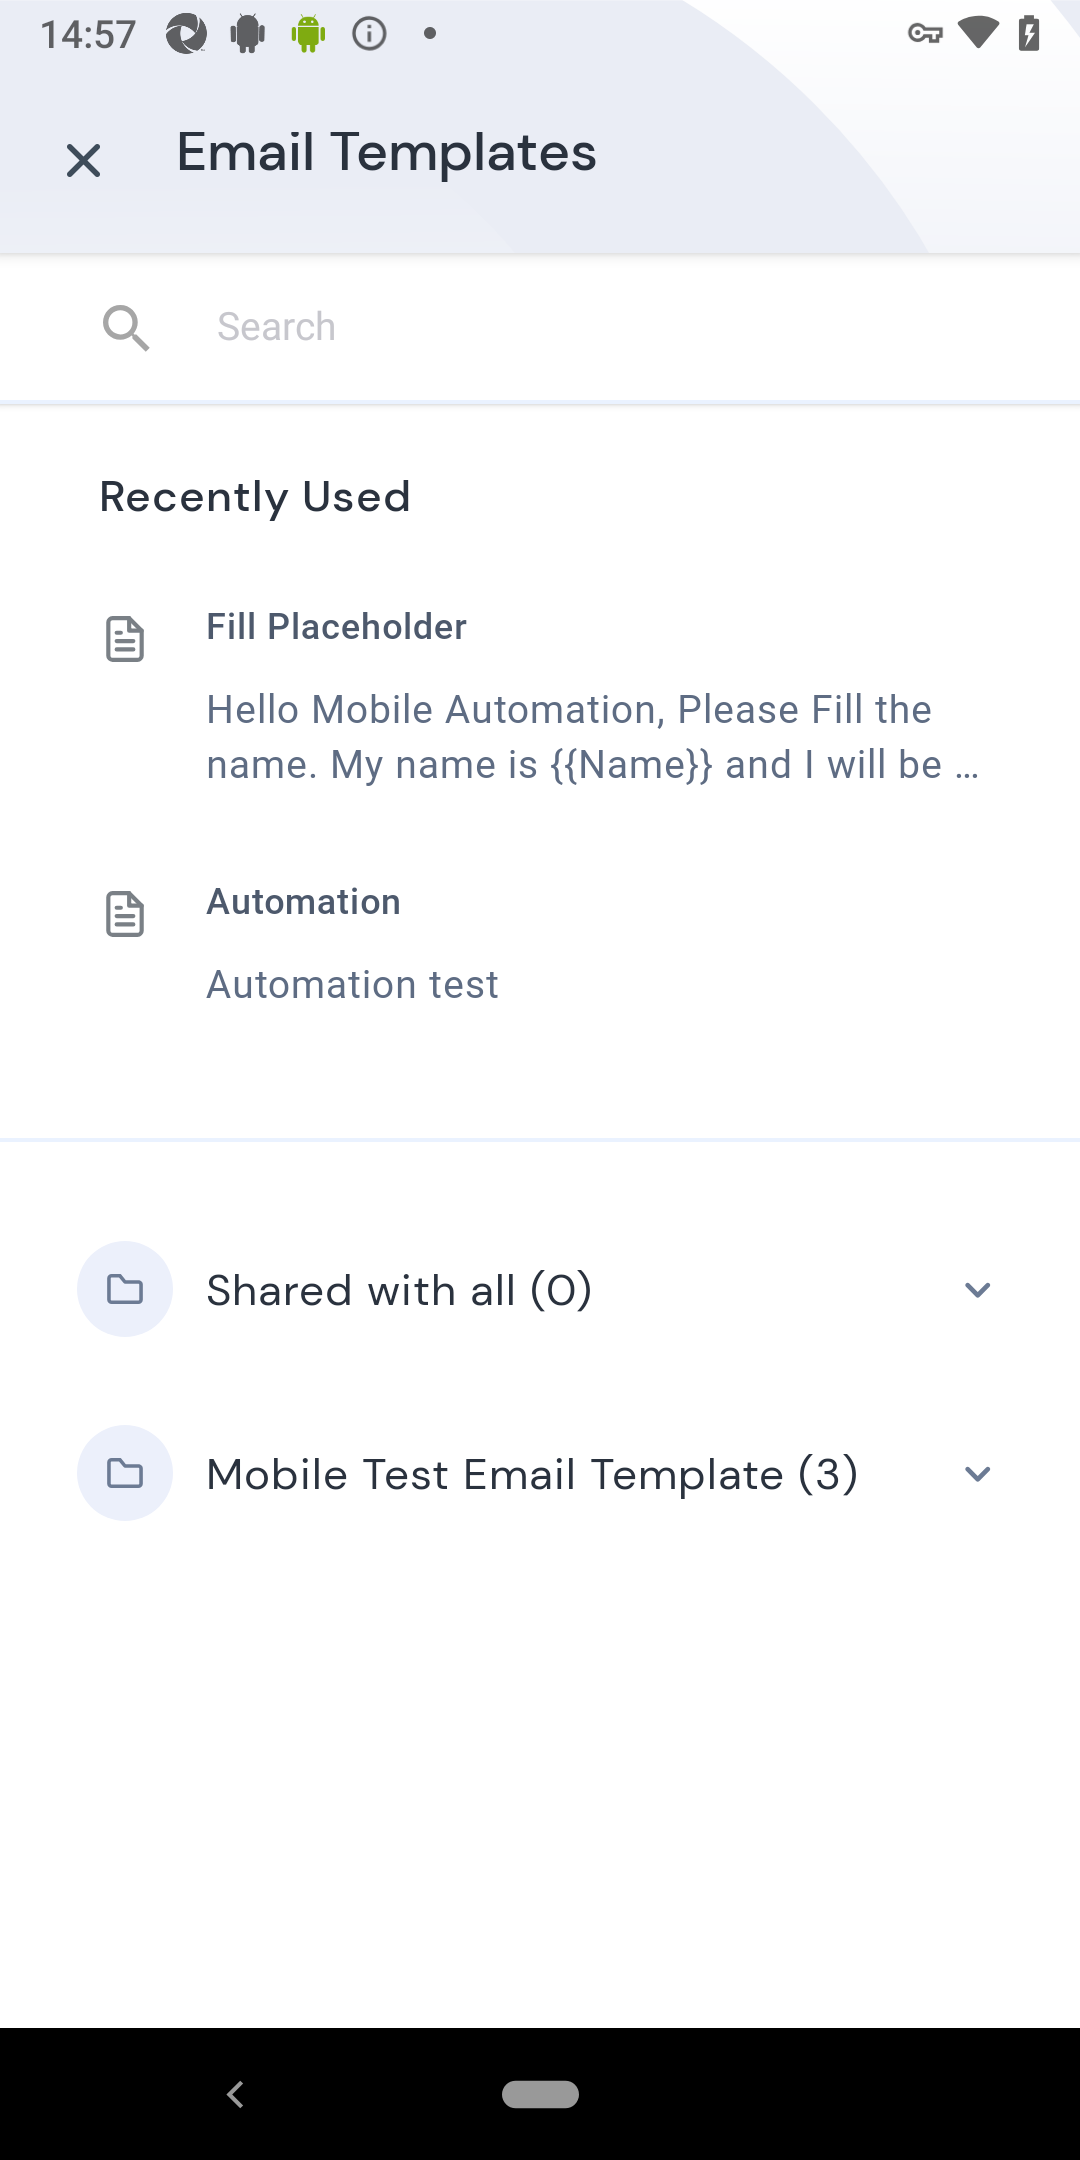 14:57
Email Templates
Search
Recently Used
Fill Placeholder
Hello Mobile Automation, Please Fill the
name. My name is {{Name}} and I will be …
Automation
Automation test
Shared with all (0)
Mobile Test Email Template (3)